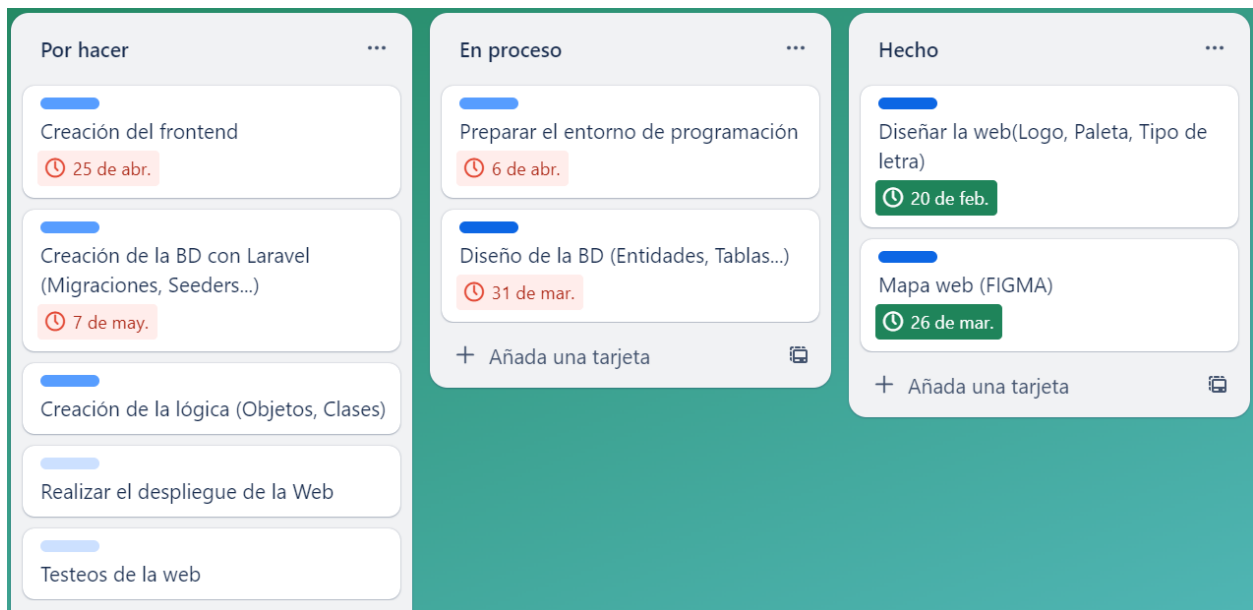 Por hacer
Creación del frontend
25 de abr.
Creación de la BD con Laravel
(Migraciones, Seeders...)
7 de may.
Creación de la lógica (Objetos, Clases)
Realizar el despliegue de la Web
Testeos de la web
En proceso
Preparar el entorno de programación
6 de abr.
Diseño de la BD (Entidades, Tablas...)
31 de mar.
Añada una tarjeta
Hecho
Diseñar la web(Logo, Paleta, Tipo de
letra)
20 de feb.
Mapa web (FIGMA)
26 de mar.
Añada una tarjeta